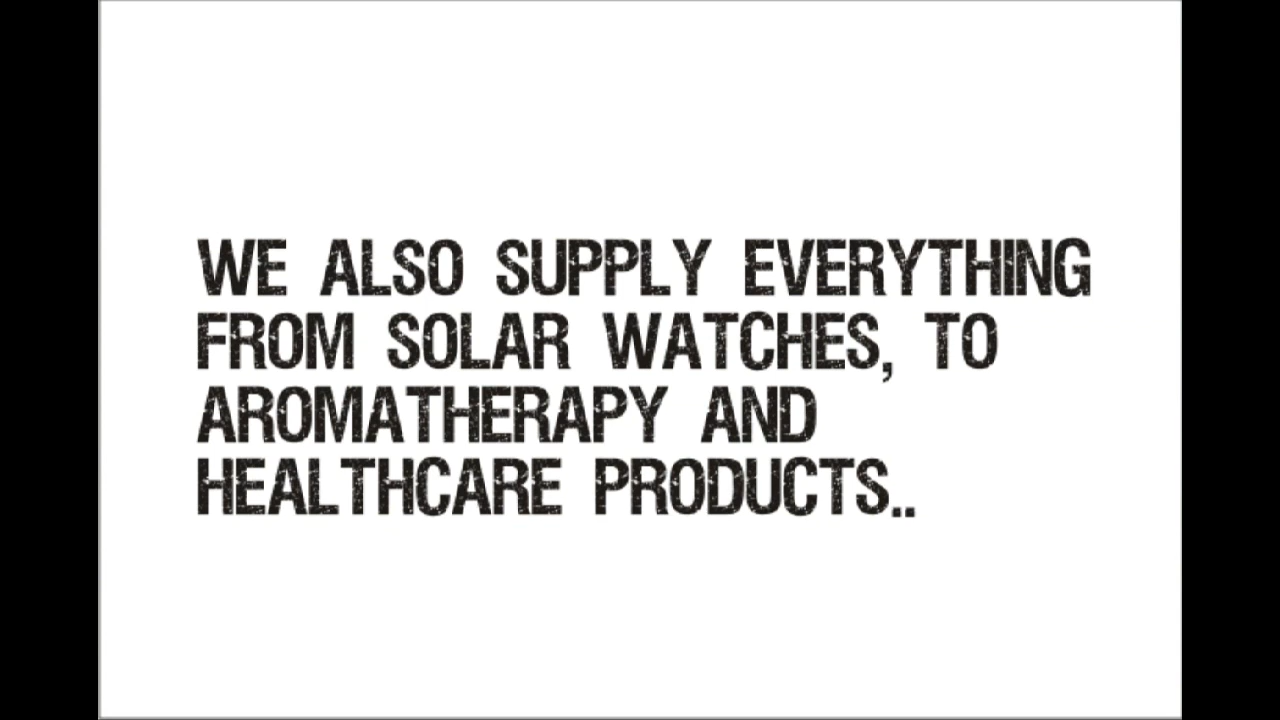 WE ALSO SUPPLY EVERYTHING
FROM SOLAR WATCHES, TO
AROMATHERAPY AND
HEALTHCARE PRODUCTS..